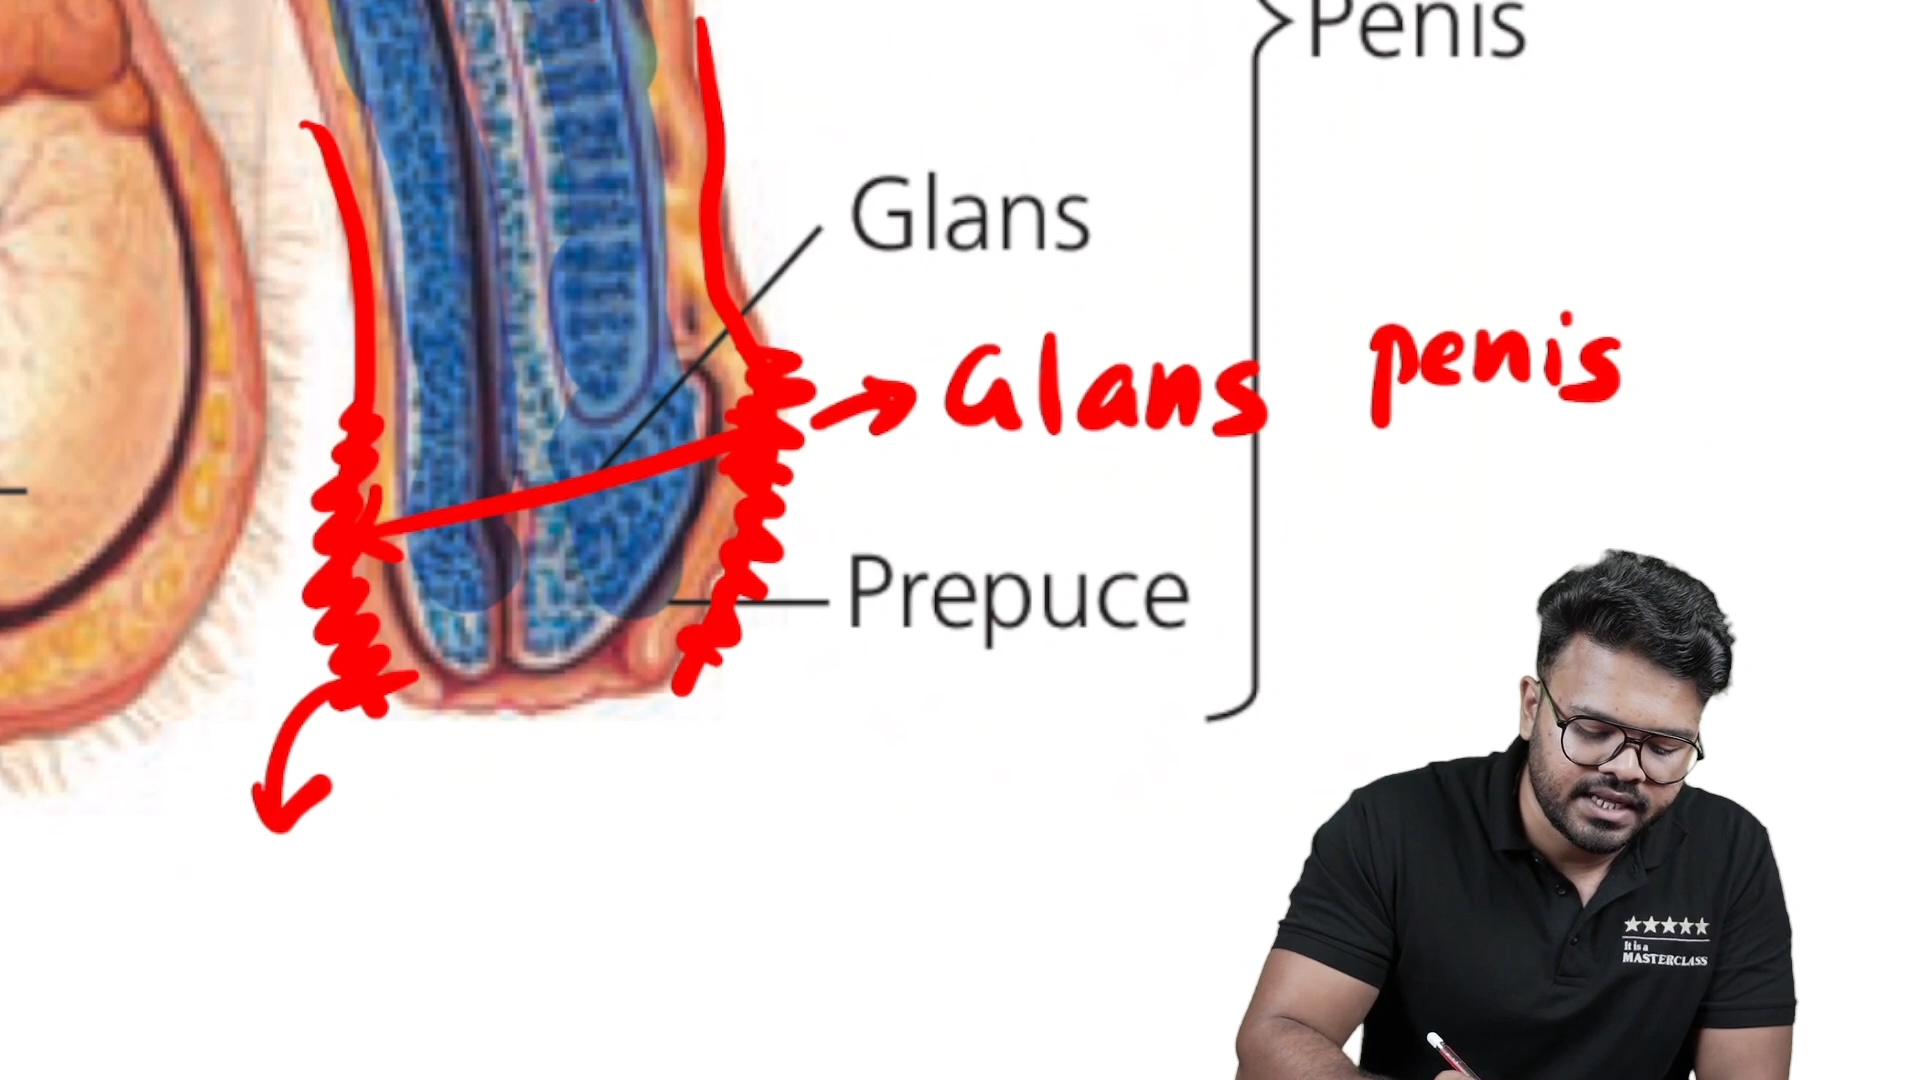 Penis
Glans
Glans penis
Prepuce
★★★★★
It is a
MASTERCLASS